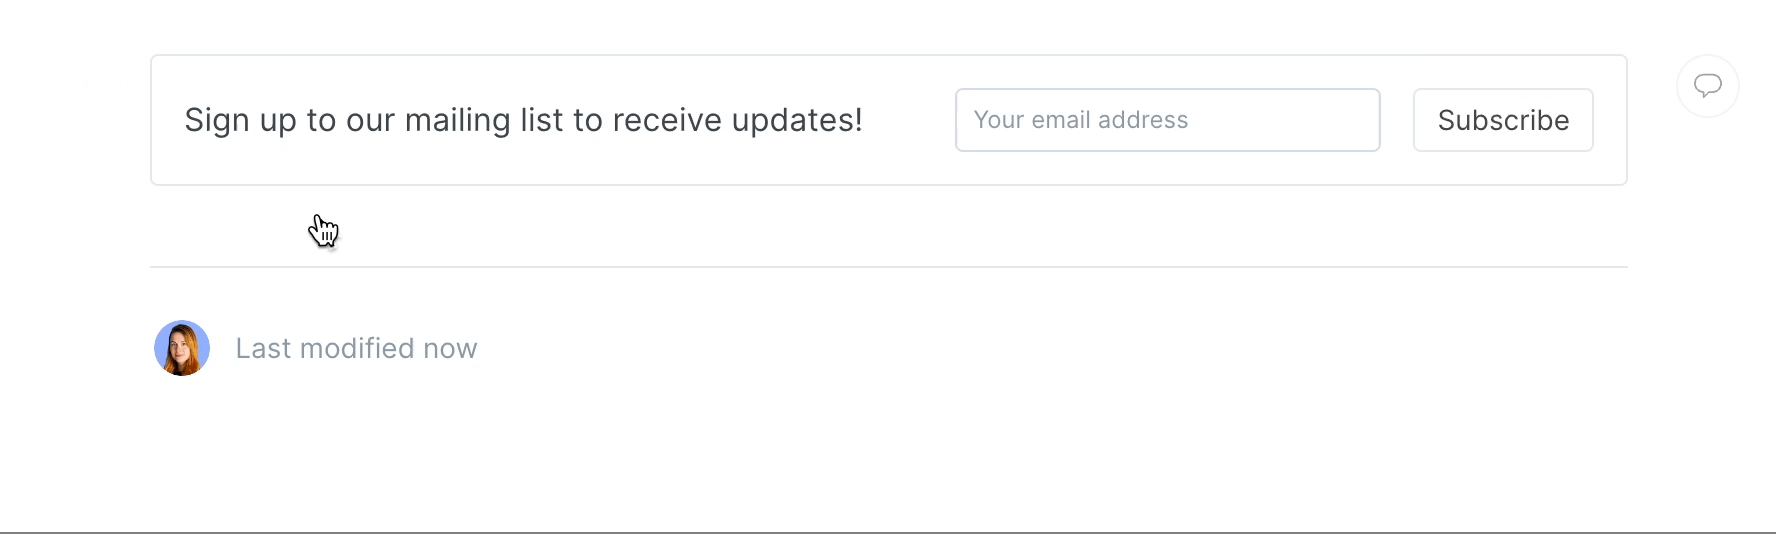 Sign up to our mailing list to receive updates!
Your email address
Subscribe
Last modified now